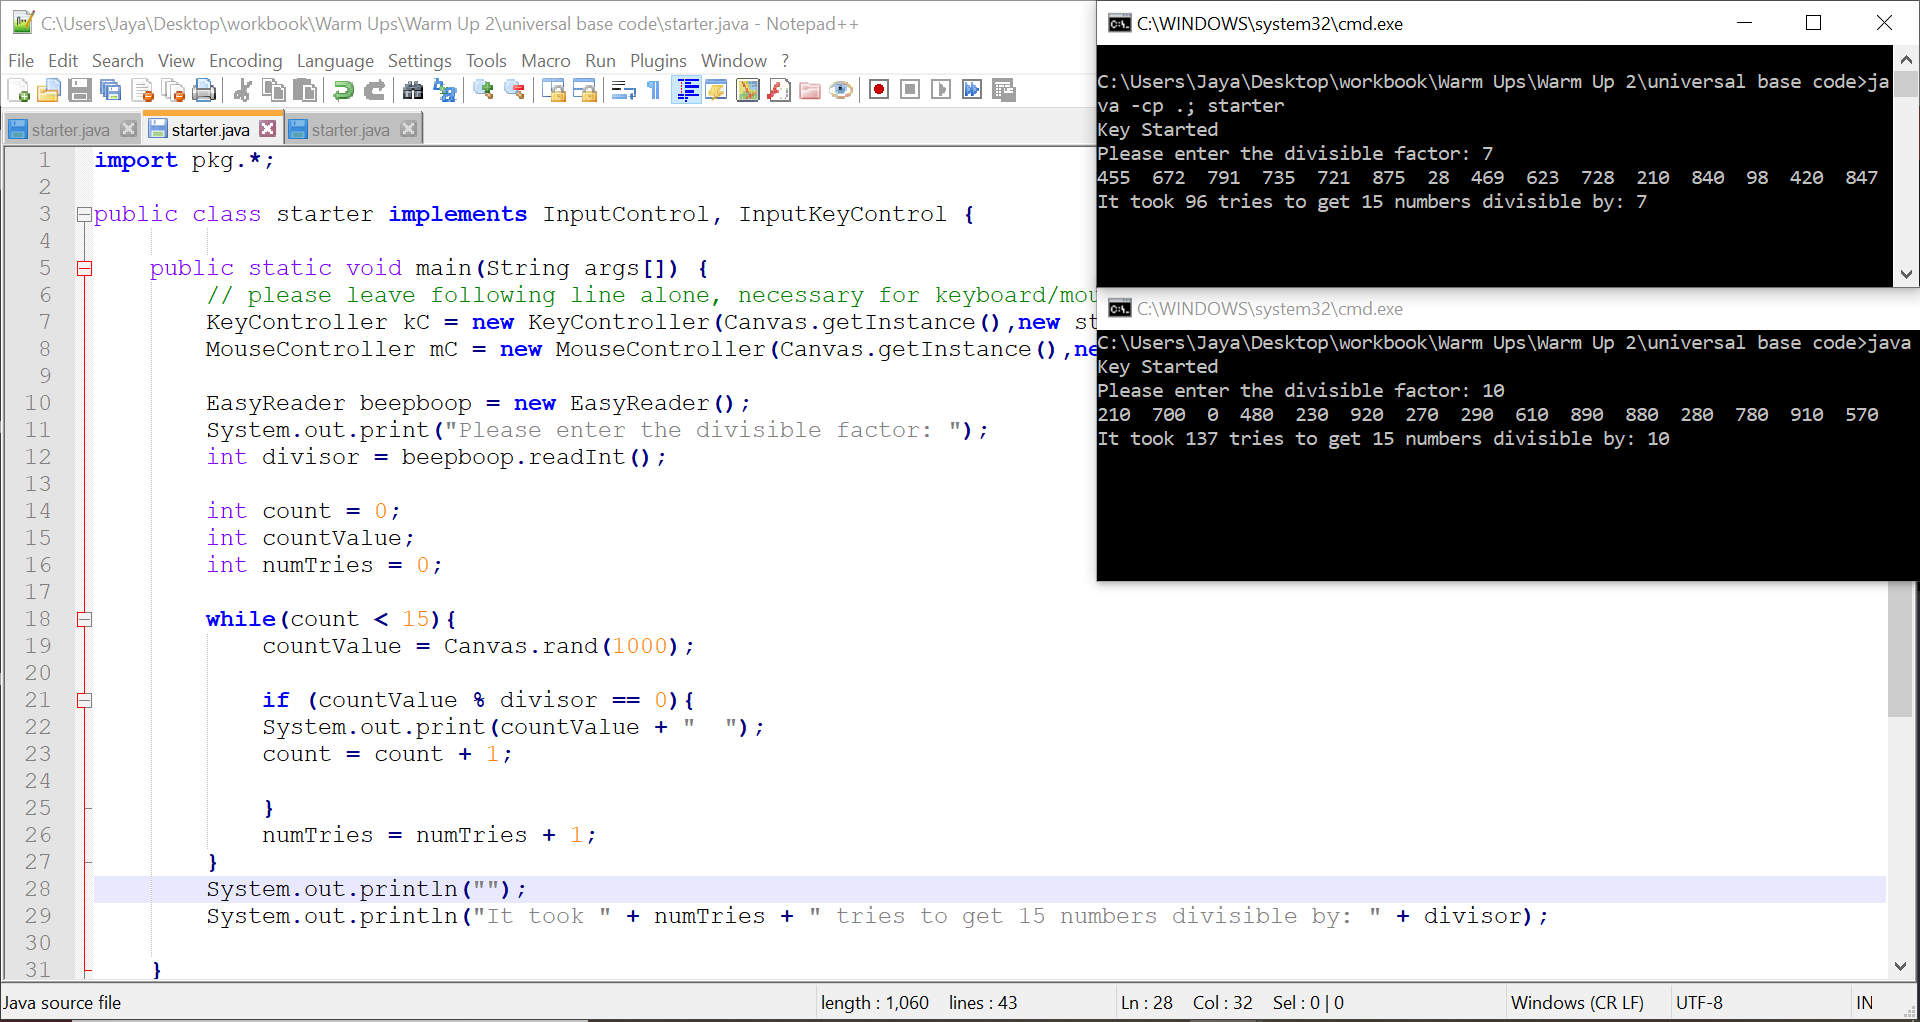 C:\Users\Jaya\Desktop\workbook\Warm Ups\Warm Up 2\universal base code\starter.java - Notepad++
File Edit Search View Encoding Language Settings Tools Macro Run Plugins Window ?
starter.java starter.java starter.java
1 import pkg.*;
2
3 public class starter implements InputControl, InputKeyControl {
4
5 public static void main(String args[]) {
6 // please leave following line alone, necessary for keyboard/mou
7 KeyController kC = new KeyController(Canvas.getInstance(),new st
8 MouseController mC = new MouseController(Canvas.getInstance(),ne
9
10 EasyReader beepboop = new EasyReader();
11 System.out.print("Please enter the divisible factor: ");
12 int divisor = beepboop.readInt();
13
14 int count = 0;
15 int countValue;
16 int numTries = 0;
17
18 while(count < 15){
19 countValue = Canvas.rand(1000);
20
21 if (countValue % divisor == 0){
22 System.out.print(countValue + "  ");
23 count = count + 1;
24
25 }
26 numTries = numTries + 1;
27 }
28 System.out.println("");
29 System.out.println("It took " + numTries + " tries to get 15 numbers divisible by: " + divisor);
30
31 }
Java source file length : 1,060 lines : 43 Ln : 28 Col : 32 Sel : 0 | 0 Windows (CR LF) UTF-8 IN
C:\WINDOWS\system32\cmd.exe
C:\Users\Jaya\Desktop\workbook\Warm Ups\Warm Up 2\universal base code>ja
va -cp .; starter
Key Started
Please enter the divisible factor: 7
455 672 791 735 721 875 28 469 623 728 210 840 98 420 847
It took 96 tries to get 15 numbers divisible by: 7
C:\WINDOWS\system32\cmd.exe
C:\Users\Jaya\Desktop\workbook\Warm Ups\Warm Up 2\universal base code>java
Key Started
Please enter the divisible factor: 10
210 700 0 480 230 920 270 290 610 890 880 280 780 910 570
It took 137 tries to get 15 numbers divisible by: 10